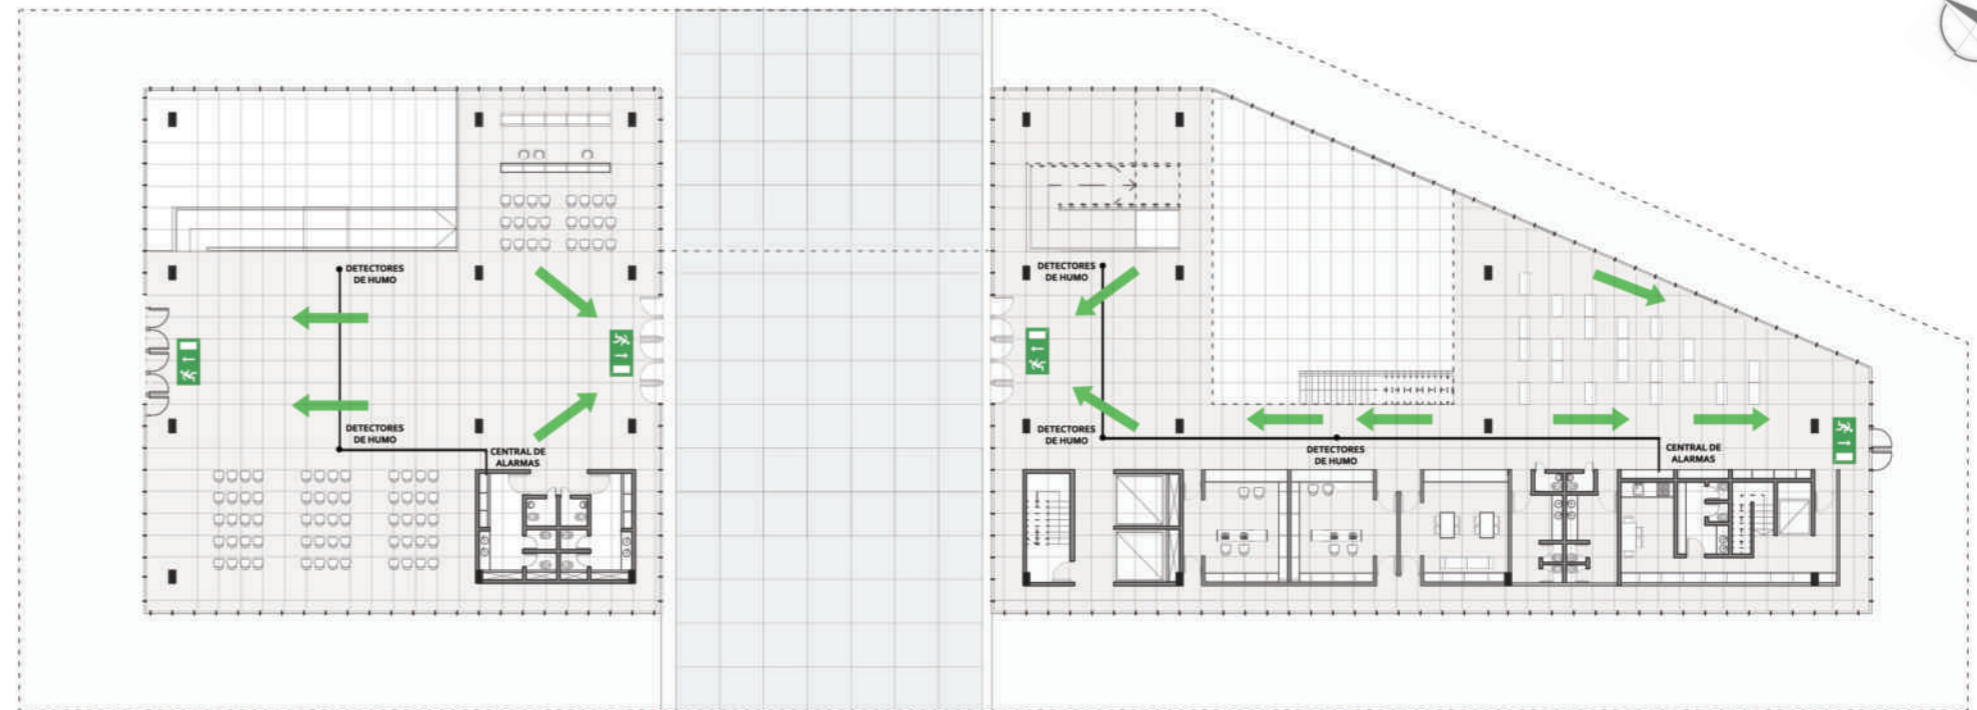 DETECTORES
DE HUMO
DETECTORES
DE HUMO
CENTRAL DE
ALARMAS
DETECTORES
DE HUMO
DETECTORES
DE HUMO
DETECTORES
DE HUMO
CENTRAL DE
ALARMAS